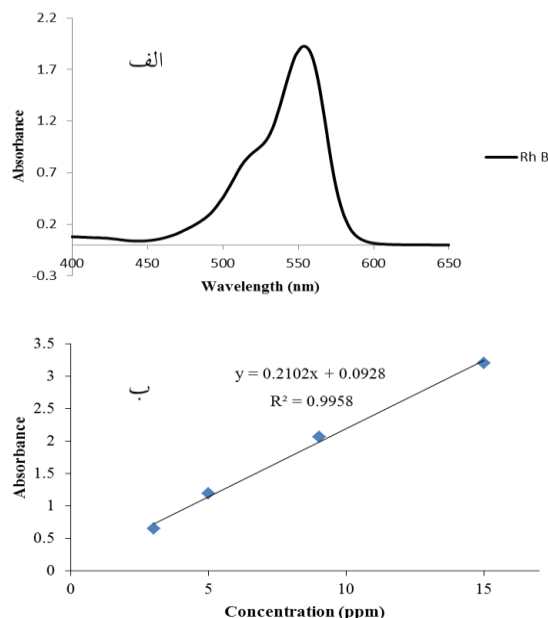 2.2
الف
1.7
1.2
0.7
0.2
-0.3
Absorbance
Rh B
400 450 500 550 600 650
Wavelength (nm)
3.5
3
2.5
2
1.5
1
0.5
0
ب
y = 0.2102x + 0.0928
R² = 0.9958
Absorbance
0 5 10 15
Concentration (ppm)